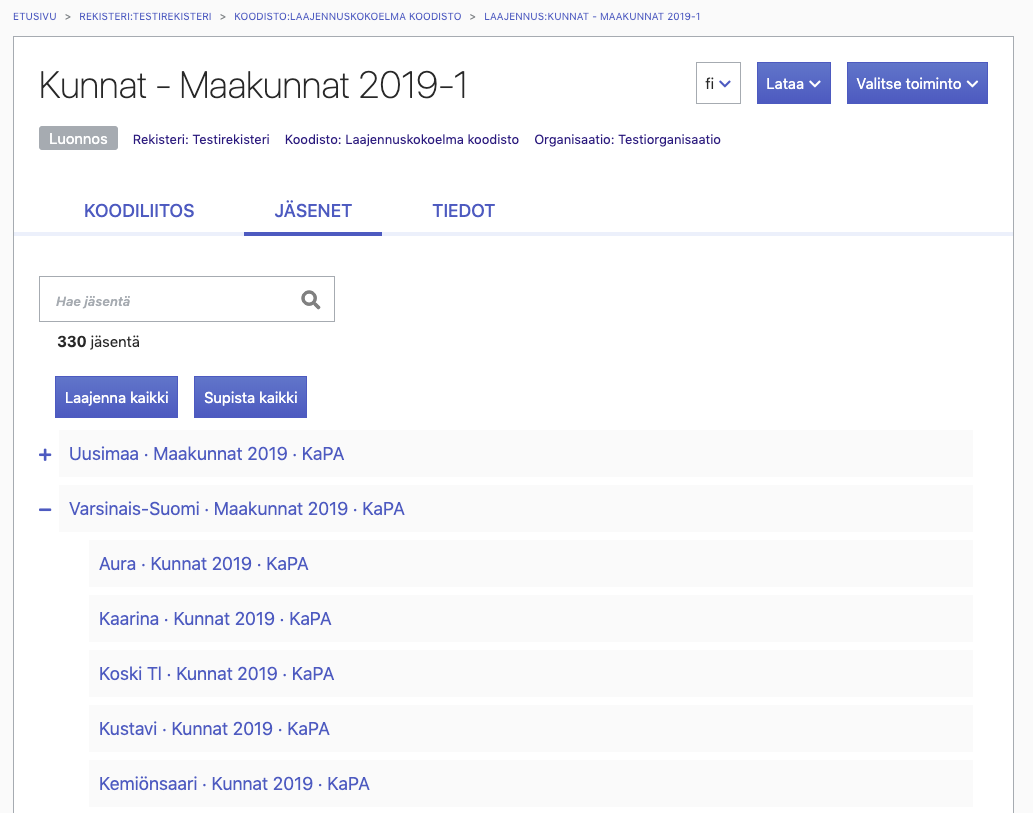 ETUSIVU > REKISTERI:TESTIREKISTERI > KOODISTO:LAAJENNUSKOKOELMA KOODISTO > LAAJENNUS:KUNNAT - MAAKUNNAT 2019-1
Kunnat - Maakunnat 2019-1
fi Lataa Valitse toiminto
Luonnos Rekisteri: Testirekisteri Koodisto: Laajennuskokoelma koodisto Organisaatio: Testiorganisaatio
KOODILIITOS JÄSENET TIEDOT
Hae jäsentä
330 jäsentä
Laajenna kaikki Supista kaikki
+ Uusimaa · Maakunnat 2019 · KaPA
− Varsinais-Suomi · Maakunnat 2019 · KaPA
Aura · Kunnat 2019 · KaPA
Kaarina · Kunnat 2019 · KaPA
Koski Tl · Kunnat 2019 · KaPA
Kustavi · Kunnat 2019 · KaPA
Kemiönsaari · Kunnat 2019 · KaPA